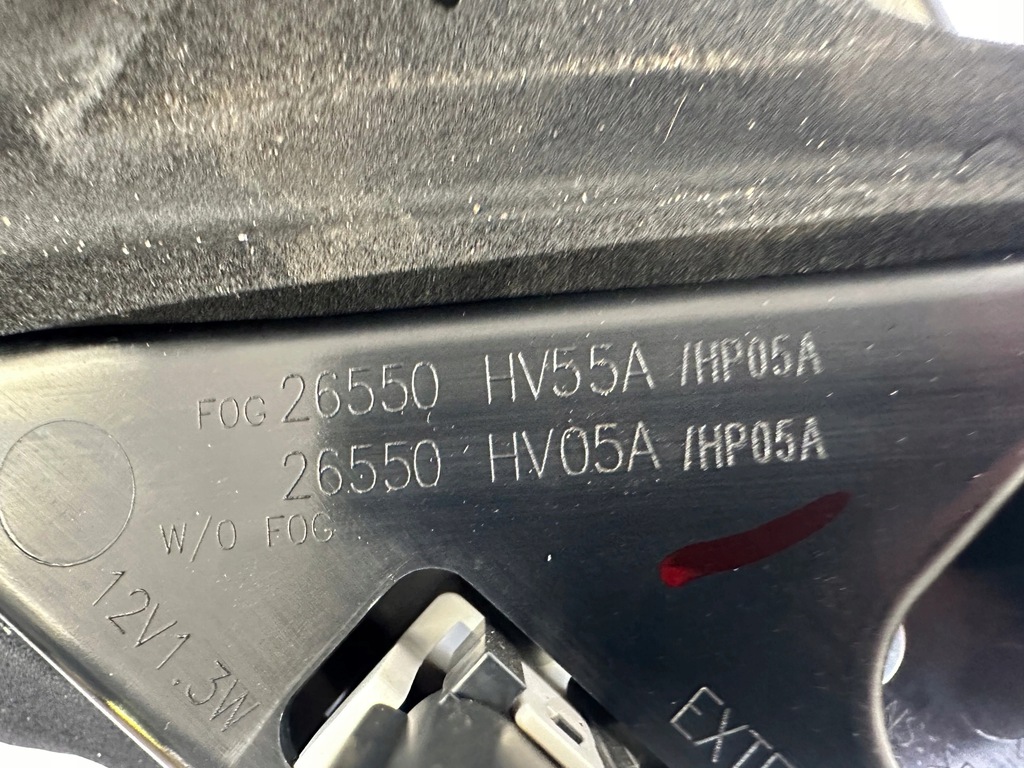 FOG 26550 HV55A /HP05A
26550 HV05A /HP05A
W/O FOG
12V1.3W